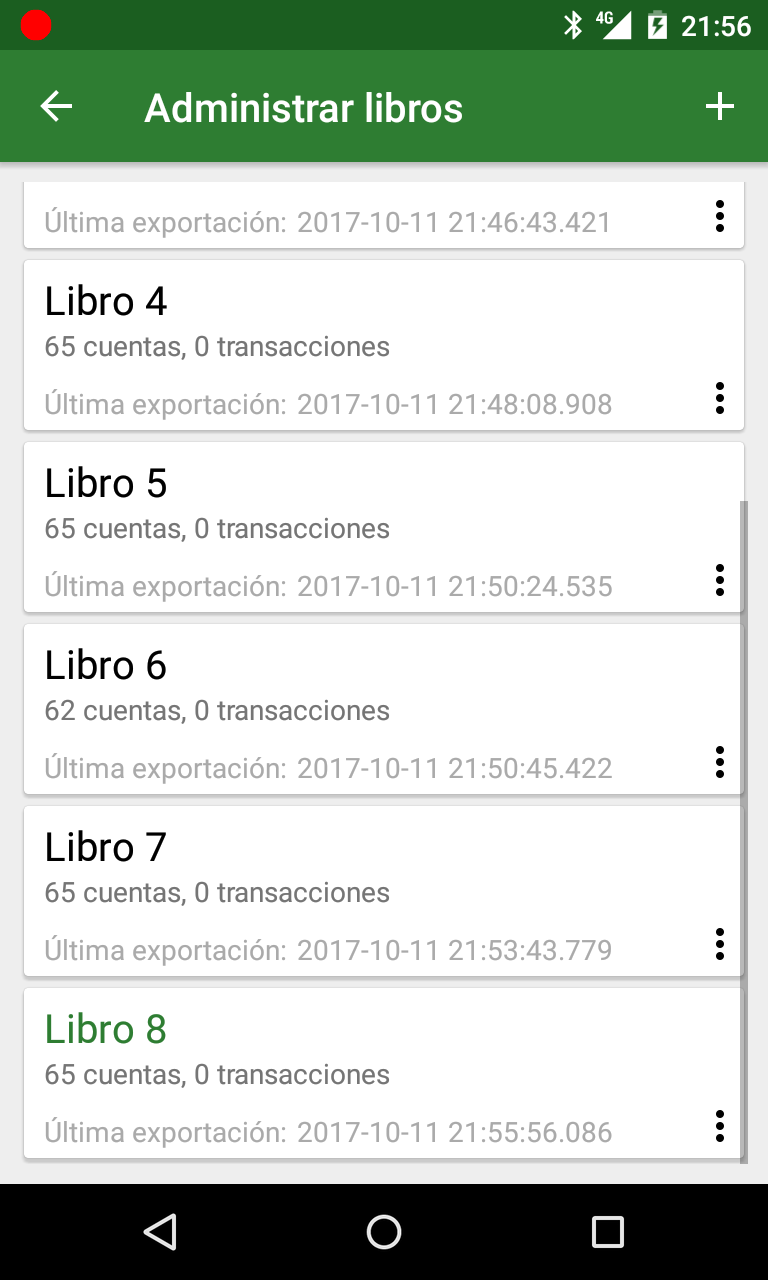 4G 21:56
Administrar libros
Última exportación: 2017-10-11 21:46:43.421
Libro 4
65 cuentas, 0 transacciones
Última exportación: 2017-10-11 21:48:08.908
Libro 5
65 cuentas, 0 transacciones
Última exportación: 2017-10-11 21:50:24.535
Libro 6
62 cuentas, 0 transacciones
Última exportación: 2017-10-11 21:50:45.422
Libro 7
65 cuentas, 0 transacciones
Última exportación: 2017-10-11 21:53:43.779
Libro 8
65 cuentas, 0 transacciones
Última exportación: 2017-10-11 21:55:56.086